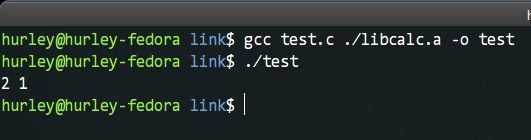 hurley@hurley-fedora link$ gcc test.c ./libcalc.a -o test
hurley@hurley-fedora link$ ./test
2 1
hurley@hurley-fedora link$